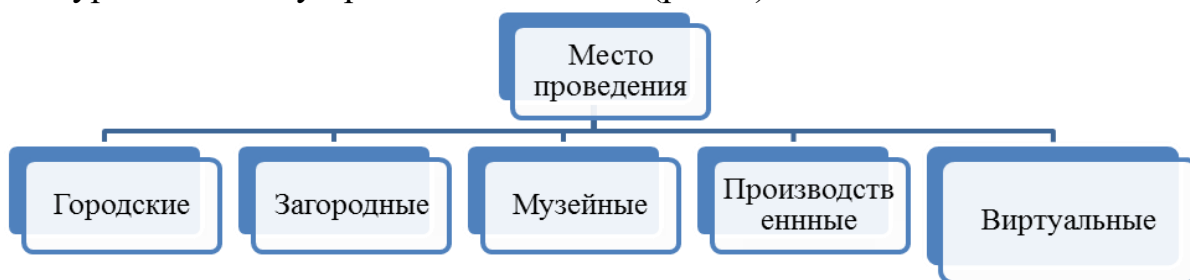 Место
проведения
Городские
Загородные
Музейные
Производств
еннные
Виртуальные